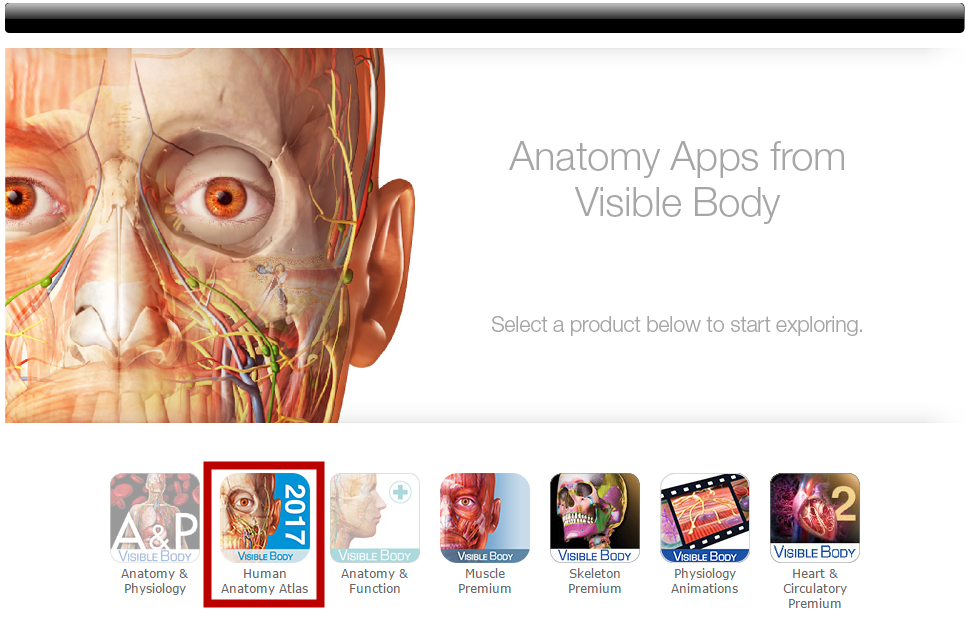 Anatomy Apps from
Visible Body
Select a product below to start exploring.
A&P
VISIBLE BODY
Anatomy &
Physiology
2017
VISIBLE BODY
Human
Anatomy Atlas
VISIBLE BODY
Anatomy &
Function
VISIBLE BODY
Muscle
Premium
VISIBLE BODY
Skeleton
Premium
VISIBLE BODY
Physiology
Animations
2
VISIBLE BODY
Heart &
Circulatory
Premium